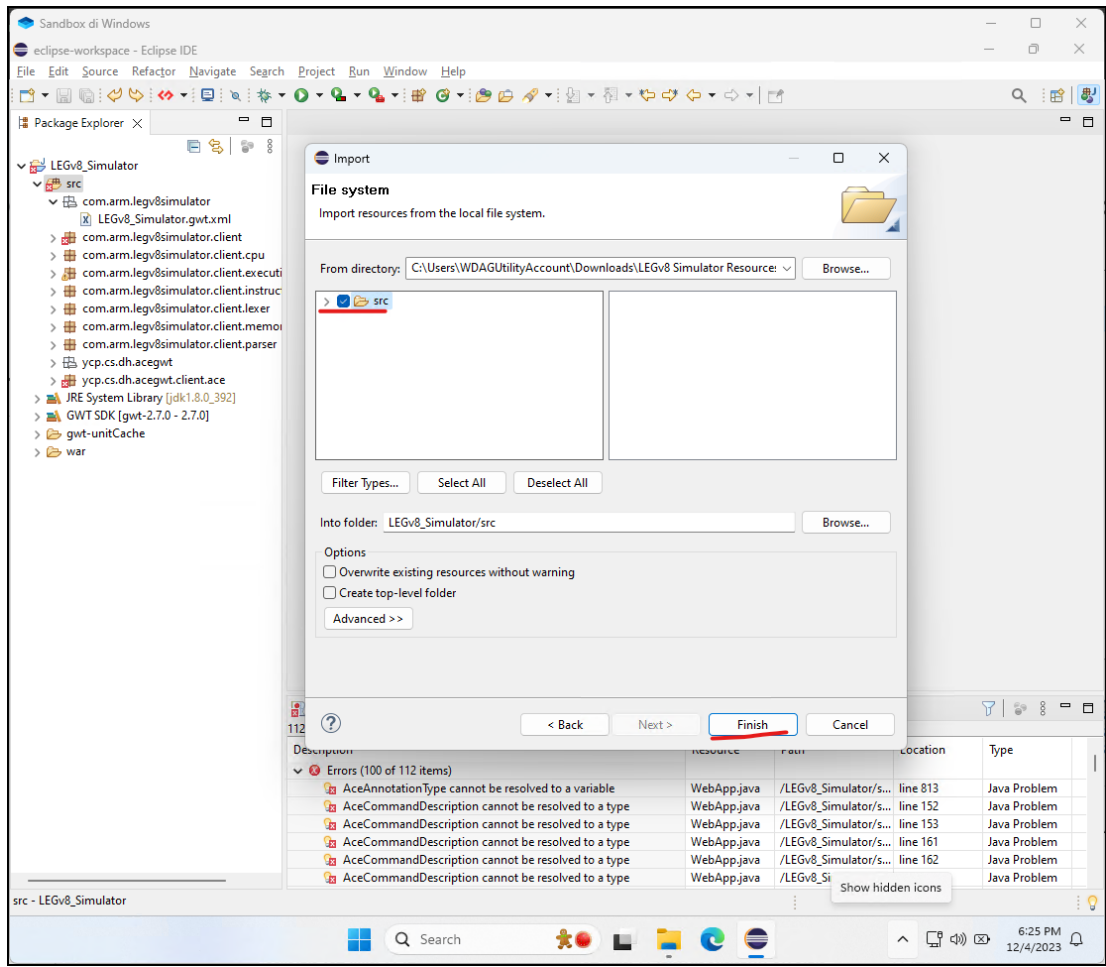 Sandbox di Windows
eclipse-workspace - Eclipse IDE
File Edit Source Refactor Navigate Search Project Run Window Help
Package Explorer
LEGv8_Simulator
src
com.arm.legv8simulator
LEGv8_Simulator.gwt.xml
com.arm.legv8simulator.client
com.arm.legv8simulator.client.cpu
com.arm.legv8simulator.client.executi
com.arm.legv8simulator.client.instruc
com.arm.legv8simulator.client.lexer
com.arm.legv8simulator.client.memor
com.arm.legv8simulator.client.parser
ycp.cs.dh.acegwt
ycp.cs.dh.acegwt.client.ace
JRE System Library [jdk1.8.0_392]
GWT SDK [gwt-2.7.0 - 2.7.0]
gwt-unitCache
war
Import
File system
Import resources from the local file system.
From directory: C:\Users\WDAGUtilityAccount\Downloads\LEGv8 Simulator Resources Browse...
src
Filter Types... Select All Deselect All
Into folder: LEGv8_Simulator/src Browse...
Options
Overwrite existing resources without warning
Create top-level folder
Advanced >>
< Back Next > Finish Cancel
112
Description Resource Path Location Type
Errors (100 of 112 items)
AceAnnotationType cannot be resolved to a variable WebApp.java /LEGv8_Simulator/s... line 813 Java Problem
AceCommandDescription cannot be resolved to a type WebApp.java /LEGv8_Simulator/s... line 152 Java Problem
AceCommandDescription cannot be resolved to a type WebApp.java /LEGv8_Simulator/s... line 153 Java Problem
AceCommandDescription cannot be resolved to a type WebApp.java /LEGv8_Simulator/s... line 161 Java Problem
AceCommandDescription cannot be resolved to a type WebApp.java /LEGv8_Simulator/s... line 162 Java Problem
AceCommandDescription cannot be resolved to a type WebApp.java /LEGv8_Si Java Problem
Show hidden icons
src - LEGv8_Simulator
Search
6:25 PM
12/4/2023